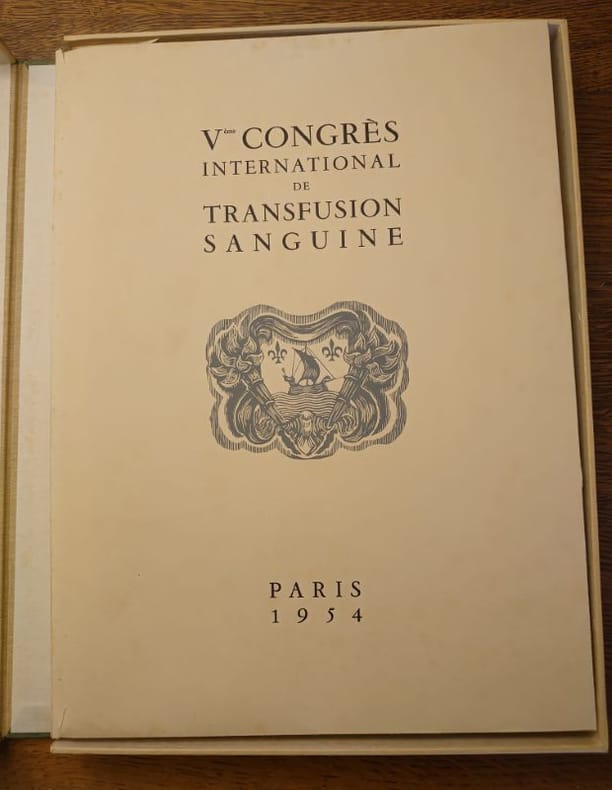 Vème CONGRÈS
INTERNATIONAL
DE
TRANSFUSION
SANGUINE
PARIS
1954